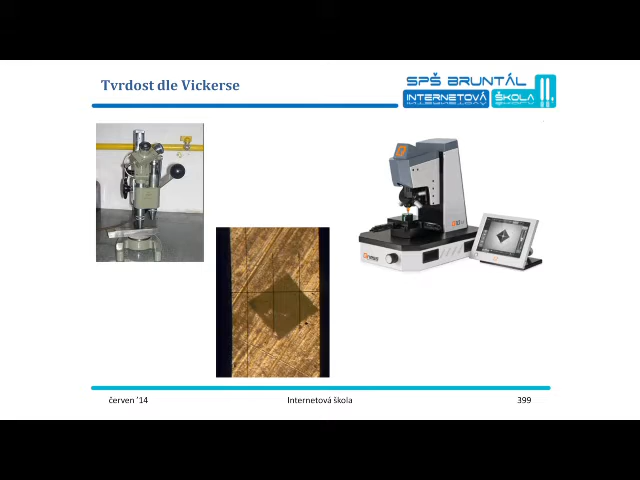 Tvrdost dle Vickerse
SPŠ BRUNTÁL
INTERNETOVÁ ŠKOLA
červen '14
Internetová škola
399